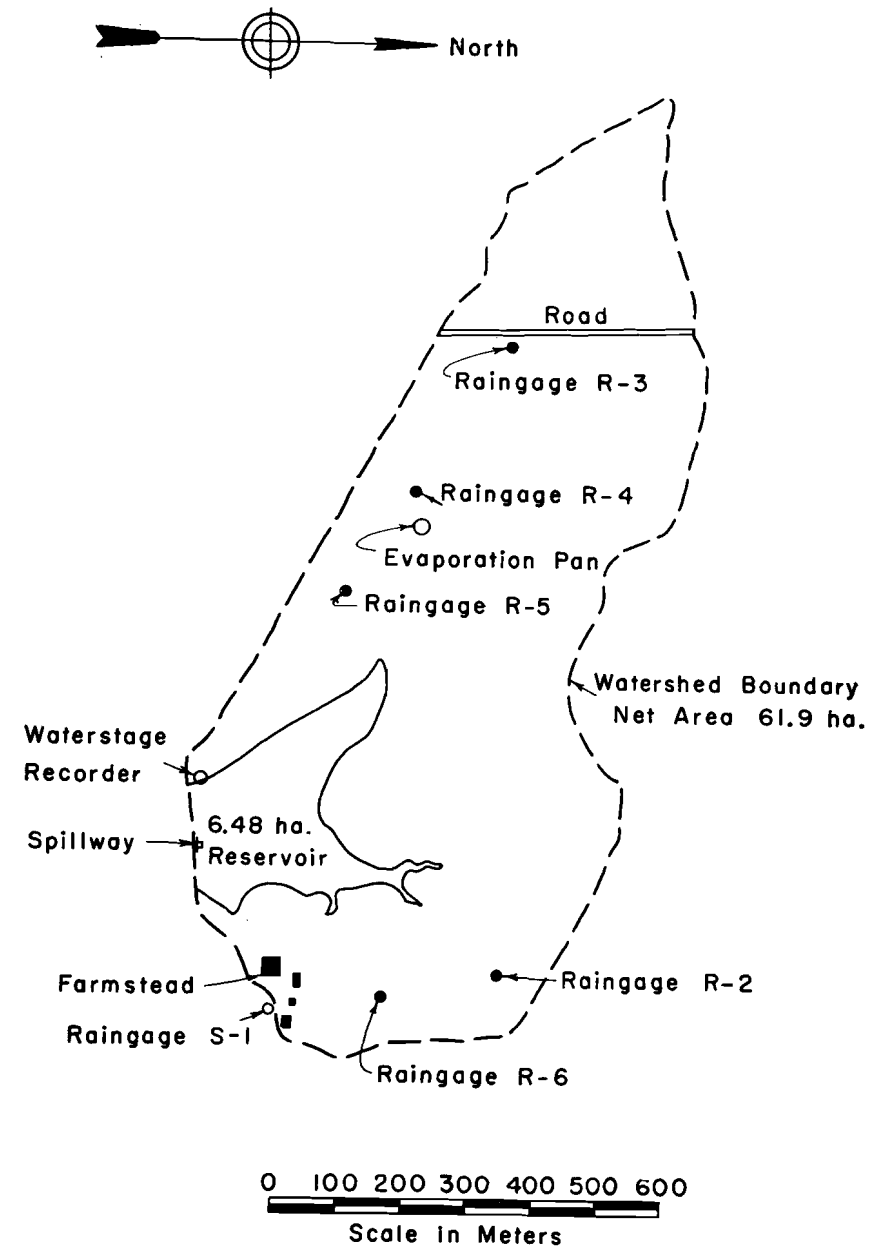 North
Road
Raingage R-3
Raingage R-4
Evaporation Pan
Raingage R-5
Watershed Boundary
Net Area 61.9 ha.
Waterstage
Recorder
6.48 ha.
Reservoir
Spillway
Farmstead
Raingage R-2
Raingage S-1
Raingage R-6
0 100 200 300 400 500 600
Scale in Meters